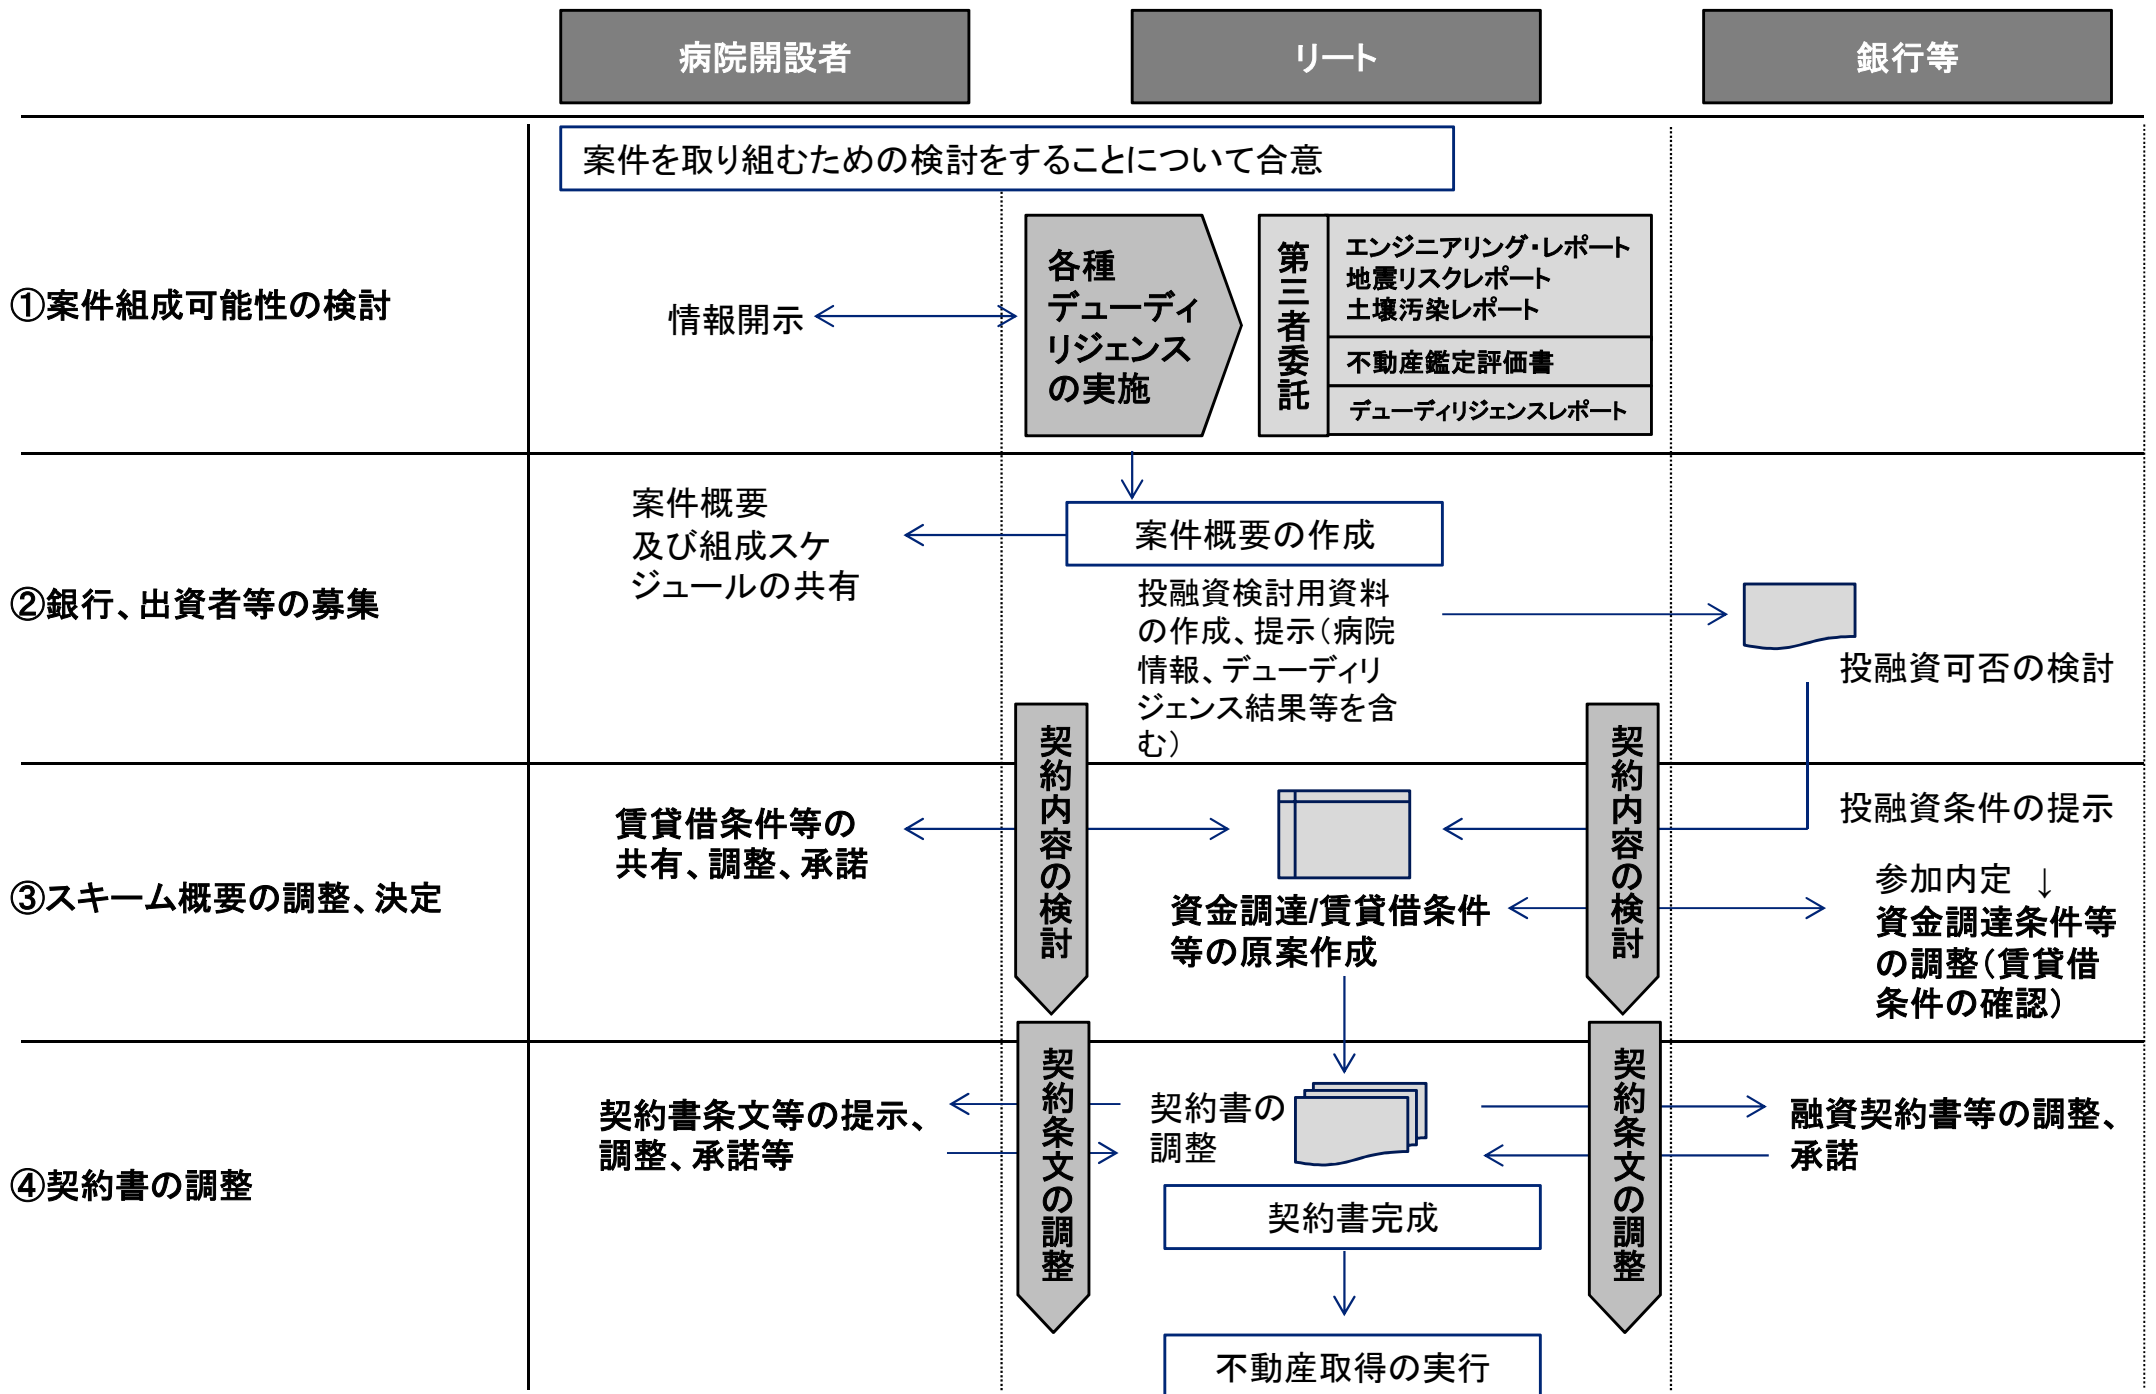 病院開設者
リート
銀行等
案件を取り組むための検討をすることについて合意
①案件組成可能性の検討
情報開示
各種
デューディ
リジェンス
の実施
第三者委託
エンジニアリング・レポート
地震リスクレポート
土壌汚染レポート
不動産鑑定評価書
デューディリジェンスレポート
②銀行、出資者等の募集
案件概要
及び組成スケ
ジュールの共有
案件概要の作成
投融資検討用資料
の作成、提示（病院
情報、デューディリ
ジェンス結果等を含
む）
投融資可否の検討
契約内容の検討
契約内容の検討
③スキーム概要の調整、決定
賃貸借条件等の
共有、調整、承諾
資金調達/賃貸借条件
等の原案作成
投融資条件の提示
参加内定 ↓
資金調達条件等
の調整（賃貸借
条件の確認）
④契約書の調整
契約書条文等の提示、
調整、承諾等
契約条文の調整
契約書の
調整
契約条文の調整
融資契約書等の調整、
承諾
契約書完成
不動産取得の実行